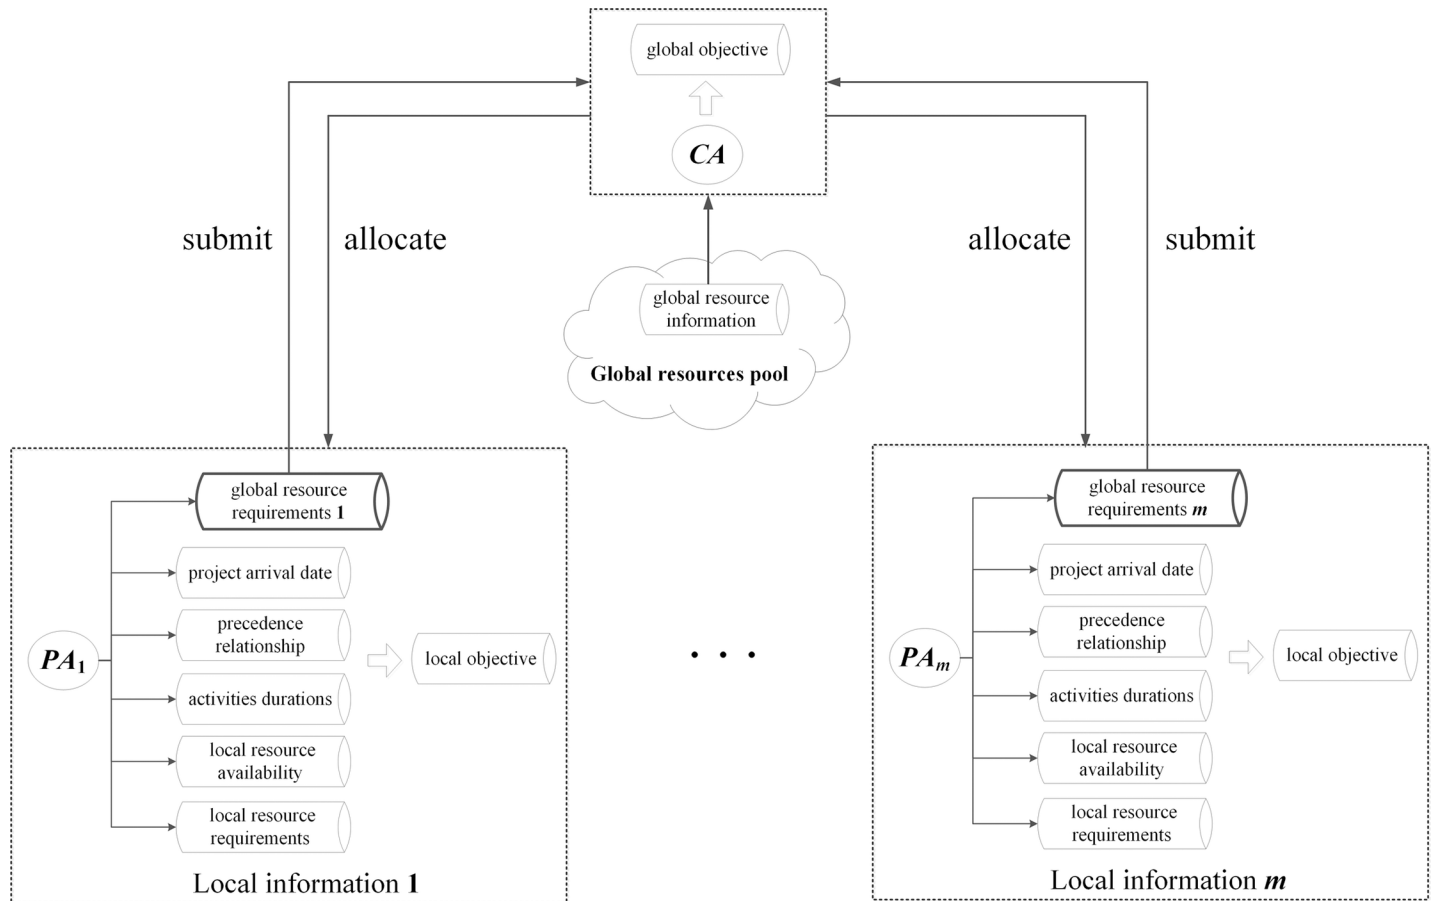 global objective
CA
submit
allocate
allocate
submit
global resource
information
Global resources pool
global resource
requirements 1
project arrival date
precedence
relationship
PA1
local objective
activities durations
local resource
availability
local resource
requirements
Local information 1
. . .
global resource
requirements m
project arrival date
precedence
relationship
PAm
local objective
activities durations
local resource
availability
local resource
requirements
Local information m